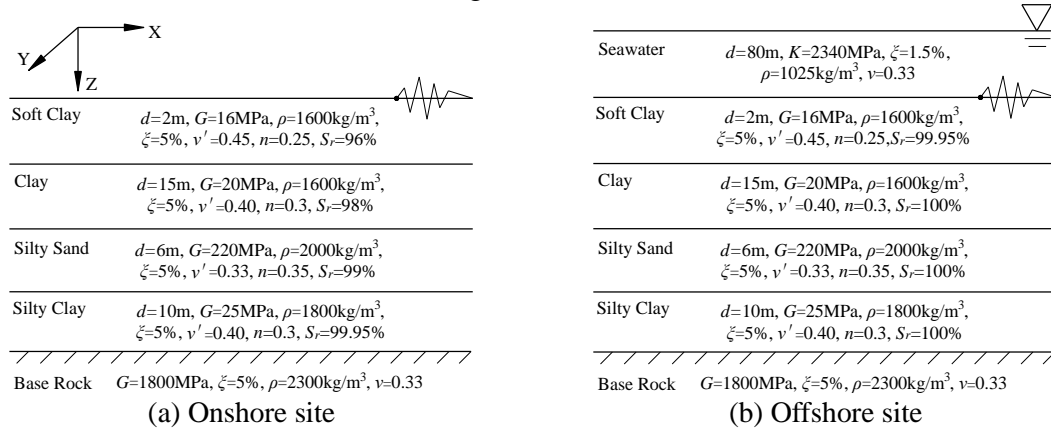 X
Y
Z
Soft Clay
d=2m, G=16MPa, ρ=1600kg/m³,
ξ=5%, ν′=0.45, n=0.25, Sr=96%
Clay
d=15m, G=20MPa, ρ=1600kg/m³,
ξ=5%, ν′=0.40, n=0.3, Sr=98%
Silty Sand
d=6m, G=220MPa, ρ=2000kg/m³,
ξ=5%, ν′=0.33, n=0.35, Sr=99%
Silty Clay
d=10m, G=25MPa, ρ=1800kg/m³,
ξ=5%, ν′=0.40, n=0.3, Sr=99.95%
Base Rock
G=1800MPa, ξ=5%, ρ=2300kg/m³, ν=0.33
(a) Onshore site
Seawater
d=80m, K=2340MPa, ξ=1.5%,
ρ=1025kg/m³, ν=0.33
Soft Clay
d=2m, G=16MPa, ρ=1600kg/m³,
ξ=5%, ν′=0.45, n=0.25,Sr=99.95%
Clay
d=15m, G=20MPa, ρ=1600kg/m³,
ξ=5%, ν′=0.40, n=0.3, Sr=100%
Silty Sand
d=6m, G=220MPa, ρ=2000kg/m³,
ξ=5%, ν′=0.33, n=0.35, Sr=100%
Silty Clay
d=10m, G=25MPa, ρ=1800kg/m³,
ξ=5%, ν′=0.40, n=0.3, Sr=100%
Base Rock
G=1800MPa, ξ=5%, ρ=2300kg/m³, ν=0.33
(b) Offshore site